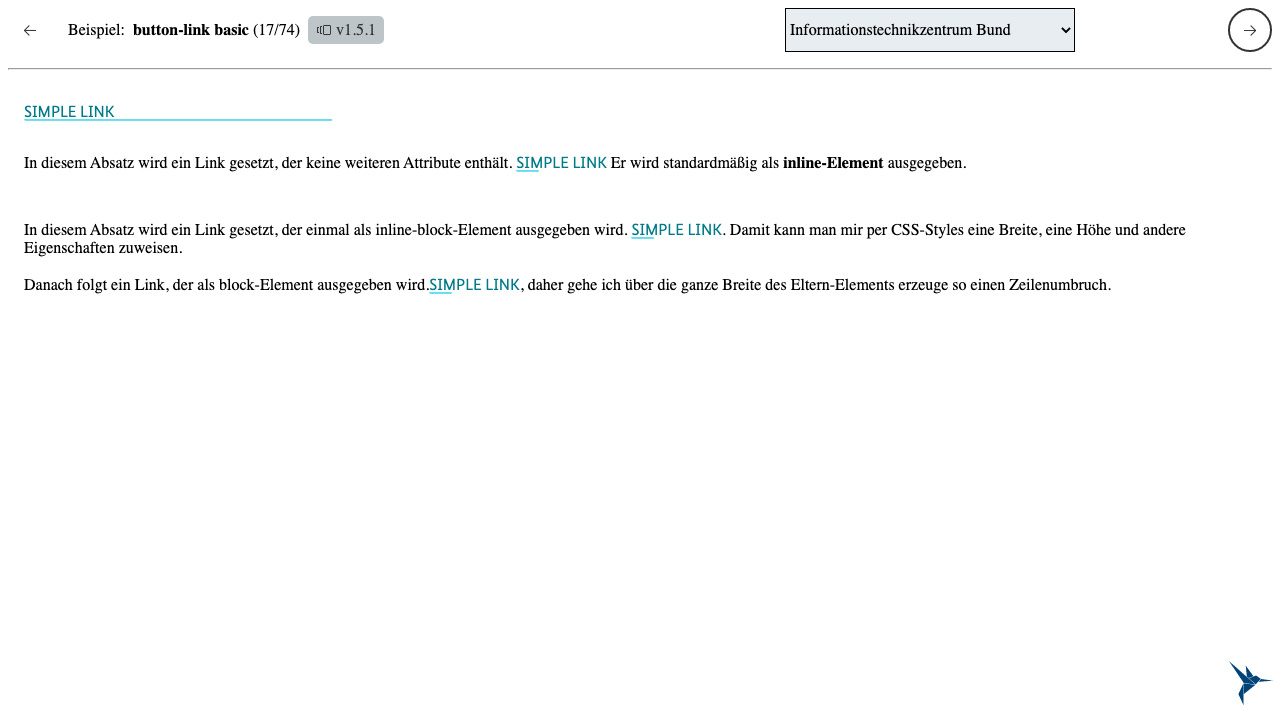 Beispiel: button-link basic (17/74) v1.5.1 Informationstechnikzentrum Bund
SIMPLE LINK
In diesem Absatz wird ein Link gesetzt, der keine weiteren Attribute enthält. SIMPLE LINK Er wird standardmäßig als inline-Element ausgegeben.
In diesem Absatz wird ein Link gesetzt, der einmal als inline-block-Element ausgegeben wird. SIMPLE LINK. Damit kann man mir per CSS-Styles eine Breite, eine Höhe und andere
Eigenschaften zuweisen.
Danach folgt ein Link, der als block-Element ausgegeben wird.SIMPLE LINK, daher gehe ich über die ganze Breite des Eltern-Elements erzeuge so einen Zeilenumbruch.